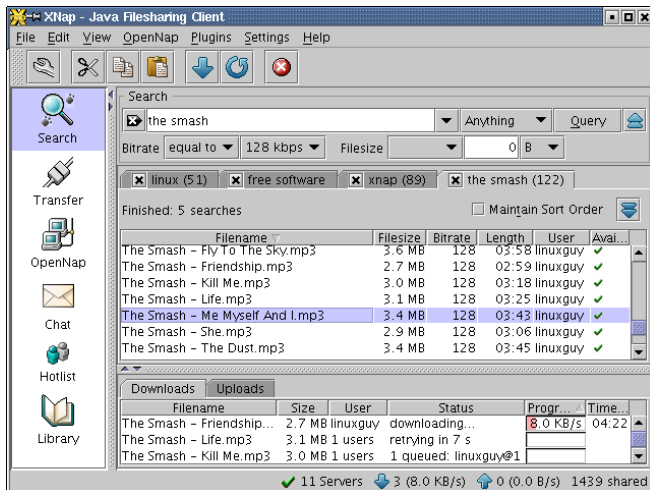 XNap - Java Filesharing Client
File Edit View OpenNap Plugins Settings Help
Search
Transfer
OpenNap
Chat
Hotlist
Library
Search
the smash Anything Query
Bitrate equal to 128 kbps Filesize 0 B
linux (51) free software xnap (89) the smash (122)
Finished: 5 searches Maintain Sort Order
Filename Filesize Bitrate Length User Avai...
The Smash - Fly To The Sky.mp3 3.6 MB 128 03:58 linuxguy
The Smash - Friendship.mp3 2.7 MB 128 02:59 linuxguy
The Smash - Kill Me.mp3 3.0 MB 128 03:18 linuxguy
The Smash - Life.mp3 3.1 MB 128 03:25 linuxguy
The Smash - Me Myself And I.mp3 3.4 MB 128 03:43 linuxguy
The Smash - She.mp3 2.9 MB 128 03:06 linuxguy
The Smash - The Dust.mp3 3.4 MB 128 03:45 linuxguy
Downloads Uploads
Filename Size User Status Progr... Time...
The Smash - Friendship... 2.7 MB linuxguy downloading... 8.0 KB/s 04:22
The Smash - Life.mp3 3.1 MB 1 users retrying in 7 s
The Smash - Kill Me.mp3 3.0 MB 1 users 1 queued: linuxguy@1
11 Servers 3 (8.0 KB/s) 0 (0.0 B/s) 1439 shared